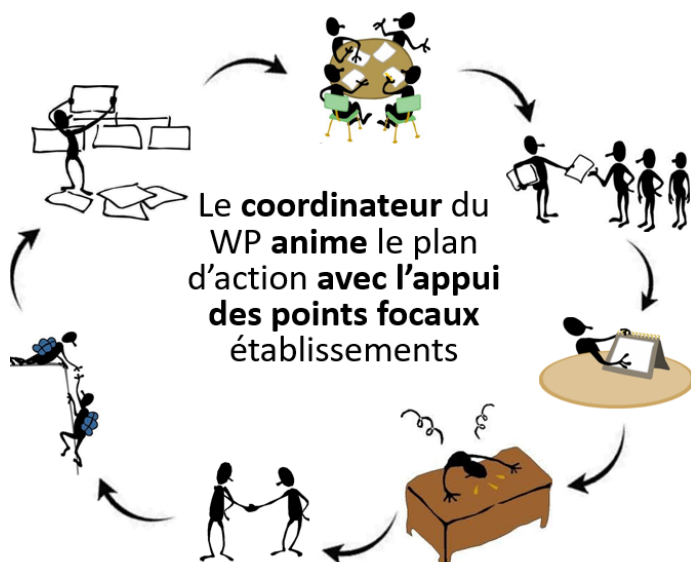 Le coordinateur du
WP anime le plan
d’action avec l’appui
des points focaux
établissements